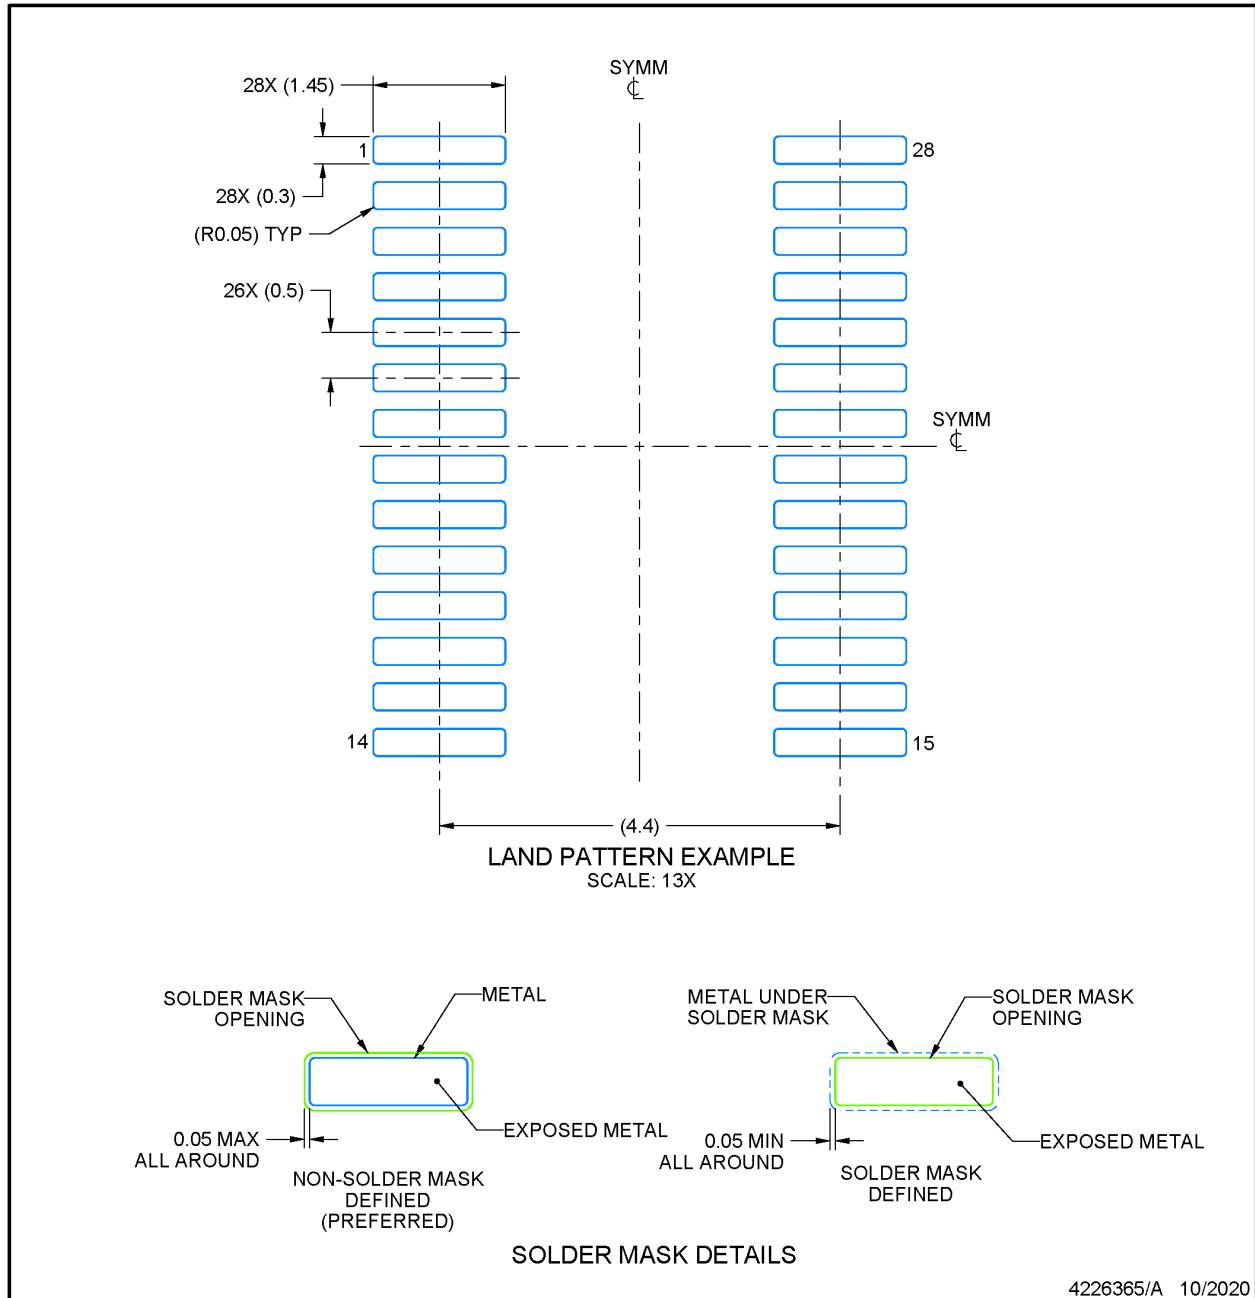 SYMM
℄
28X (1.45)
1
28
28X (0.3)
(R0.05) TYP
26X (0.5)
SYMM
℄
14
15
(4.4)
LAND PATTERN EXAMPLE
SCALE: 13X
SOLDER MASK
OPENING
METAL
EXPOSED METAL
0.05 MAX
ALL AROUND
NON-SOLDER MASK
DEFINED
(PREFERRED)
METAL UNDER
SOLDER MASK
SOLDER MASK
OPENING
EXPOSED METAL
0.05 MIN
ALL AROUND
SOLDER MASK
DEFINED
SOLDER MASK DETAILS
4226365/A 10/2020